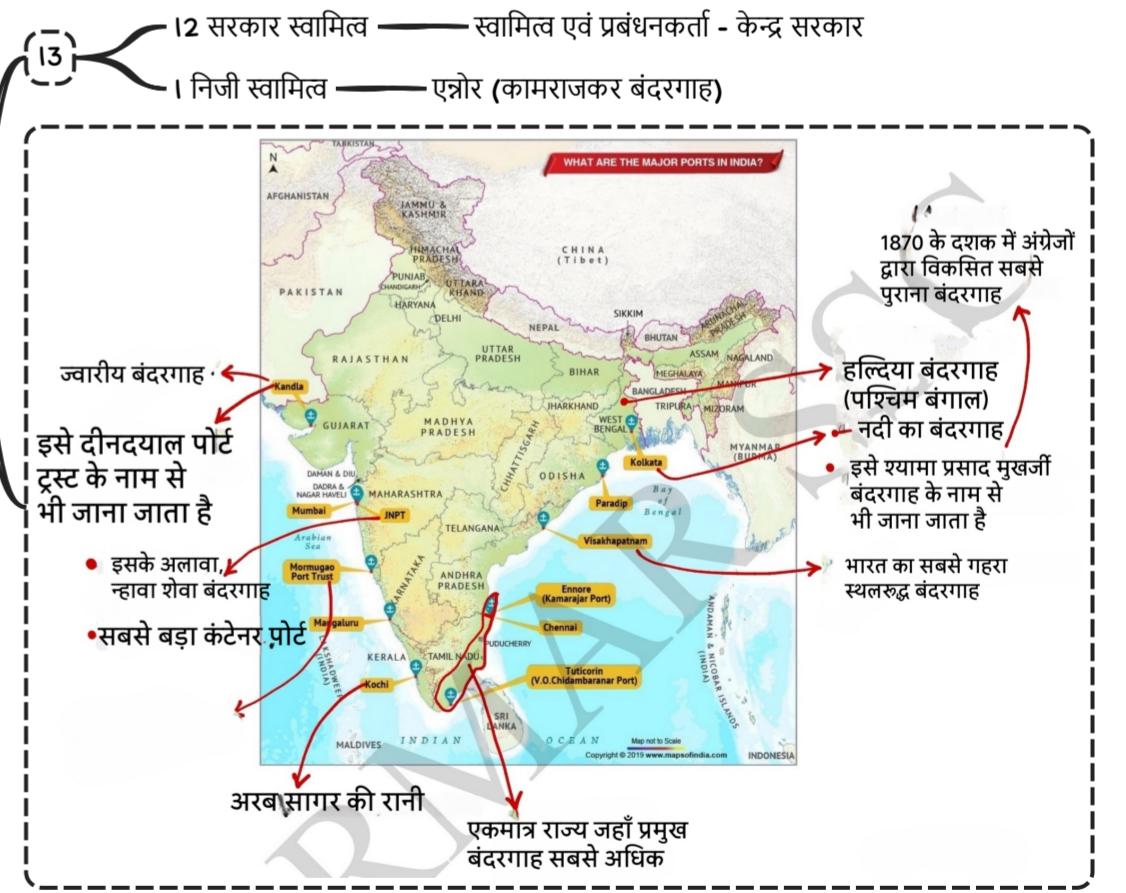 13
12 सरकार स्वामित्व
स्वामित्व एवं प्रबंधनकर्ता - केन्द्र सरकार
1 निजी स्वामित्व
एन्नोर (कामराजकर बंदरगाह)
WHAT ARE THE MAJOR PORTS IN INDIA?
N
TAJIKISTAN
AFGHANISTAN
JAMMU &
KASHMIR
CHINA
(Tibet)
HIMACHAL
PRADESH
PUNJAB
CHANDIGARH
UTTARA
KHAND
PAKISTAN
HARYANA
DELHI
NEPAL
SIKKIM
BHUTAN
ARUNACHAL
PRADESH
RAJASTHAN
UTTAR
PRADESH
BIHAR
ASSAM
NAGALAND
MEGHALAYA
MANIPUR
BANGLADESH
TRIPURA
MIZORAM
JHARKHAND
WEST
BENGAL
MYANMAR
(BURMA)
Kandla
GUJARAT
MADHYA
PRADESH
CHHATTISGARH
ODISHA
Kolkata
Paradip
Bay
of
Bengal
DAMAN & DIU
DADRA &
NAGAR HAVELI
MAHARASHTRA
Mumbai
JNPT
TELANGANA
Visakhapatnam
Arabian
Sea
Mormugao
Port Trust
KARNATAKA
ANDHRA
PRADESH
Ennore
(Kamarajar Port)
Chennai
Mangaluru
PUDUCHERRY
LAKSHADWEEP
(INDIA)
KERALA
TAMIL NADU
Tuticorin
(V.O.Chidambaranar Port)
Kochi
SRI
LANKA
ANDAMAN & NICOBAR ISLANDS
(INDIA)
MALDIVES
INDIAN
OCEAN
Map not to Scale
Copyright © 2019 www.mapsofindia.com
INDONESIA
ज्वारीय बंदरगाह
इसे दीनदयाल पोर्ट
ट्रस्ट के नाम से
भी जाना जाता है
• इसके अलावा,
न्हावा शेवा बंदरगाह
•सबसे बड़ा कंटेनर पोर्ट
अरब सागर की रानी
एकमात्र राज्य जहाँ प्रमुख
बंदरगाह सबसे अधिक
1870 के दशक में अंग्रेजों
द्वारा विकसित सबसे
पुराना बंदरगाह
हल्दिया बंदरगाह
(पश्चिम बंगाल)
नदी का बंदरगाह
• इसे श्यामा प्रसाद मुखर्जी
बंदरगाह के नाम से
भी जाना जाता है
भारत का सबसे गहरा
स्थलरूद्ध बंदरगाह